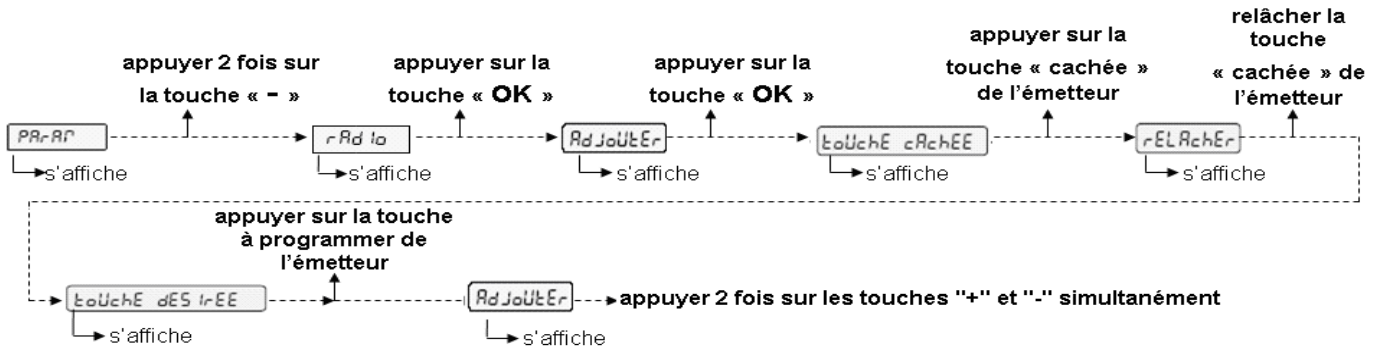 appuyer 2 fois sur
la touche « - »
appuyer sur la
touche « OK »
appuyer sur la
touche « OK »
appuyer sur la
touche « cachée »
de l'émetteur
relâcher la
touche
« cachée » de
l'émetteur
PArAM
s'affiche
rAdIo
s'affiche
AdJoUtEr
s'affiche
toUchE cAchEE
s'affiche
rELAchEr
s'affiche
appuyer sur la touche
à programmer de
l'émetteur
toUchE dESIrEE
s'affiche
AdJoUtEr
s'affiche
appuyer 2 fois sur les touches "+" et "-" simultanément